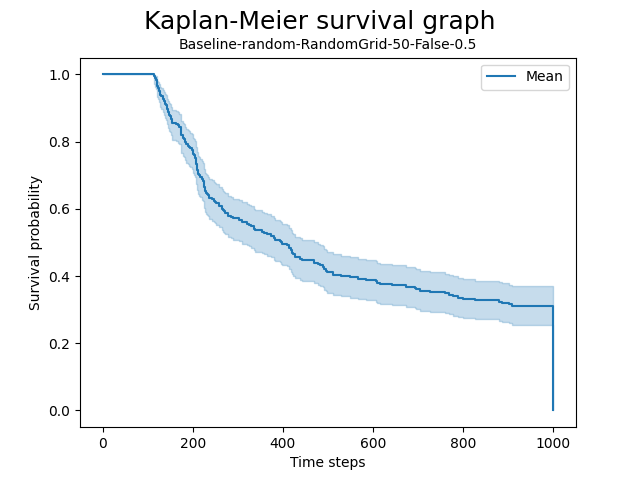 Kaplan-Meier survival graph
Baseline-random-RandomGrid-50-False-0.5
Mean
1.0
0.8
0.6
0.4
0.2
0.0
Survival probability
0 200 400 600 800 1000
Time steps